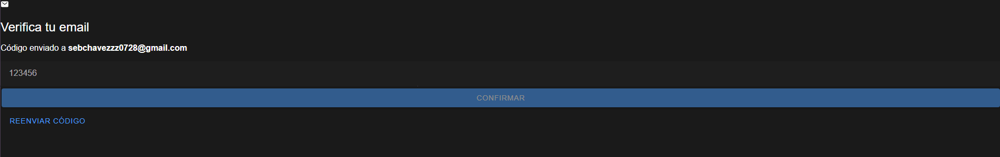 Verifica tu email
Código enviado a sebchavezzz0728@gmail.com
123456
CONFIRMAR
REENVIAR CÓDIGO